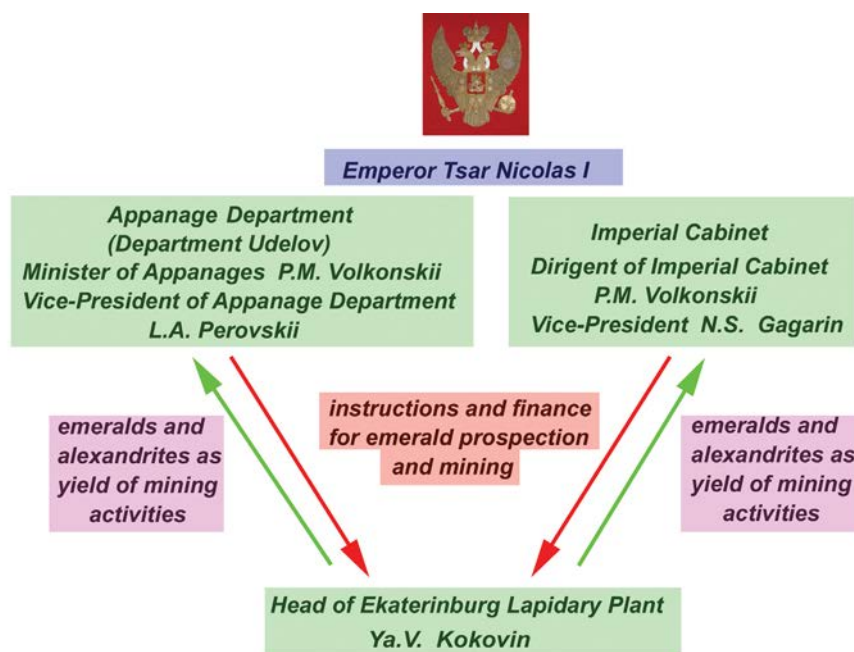 Emperor Tsar Nicolas I
Appanage Department
(Department Udelov)
Minister of Appanages P.M. Volkonskii
Vice-President of Appanage Department
L.A. Perovskii
Imperial Cabinet
Dirigent of Imperial Cabinet
P.M. Volkonskii
Vice-President N.S. Gagarin
emeralds and
alexandrites as
yield of mining
activities
instructions and finance
for emerald prospection
and mining
emeralds and
alexandrites as
yield of mining
activities
Head of Ekaterinburg Lapidary Plant
Ya.V. Kokovin